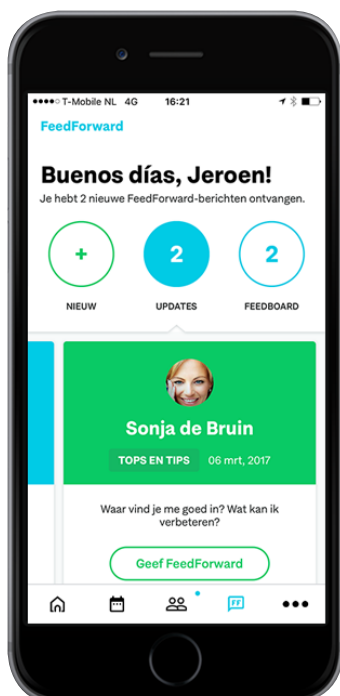 T-Mobile NL 4G 16:21
FeedForward
Buenos días, Jeroen!
Je hebt 2 nieuwe FeedForward-berichten ontvangen.
+ 2 2
NIEUW UPDATES FEEDBOARD
Sonja de Bruin
TOPS EN TIPS 06 mrt, 2017
Waar vind je me goed in? Wat kan ik
verbeteren?
Geef FeedForward
FF